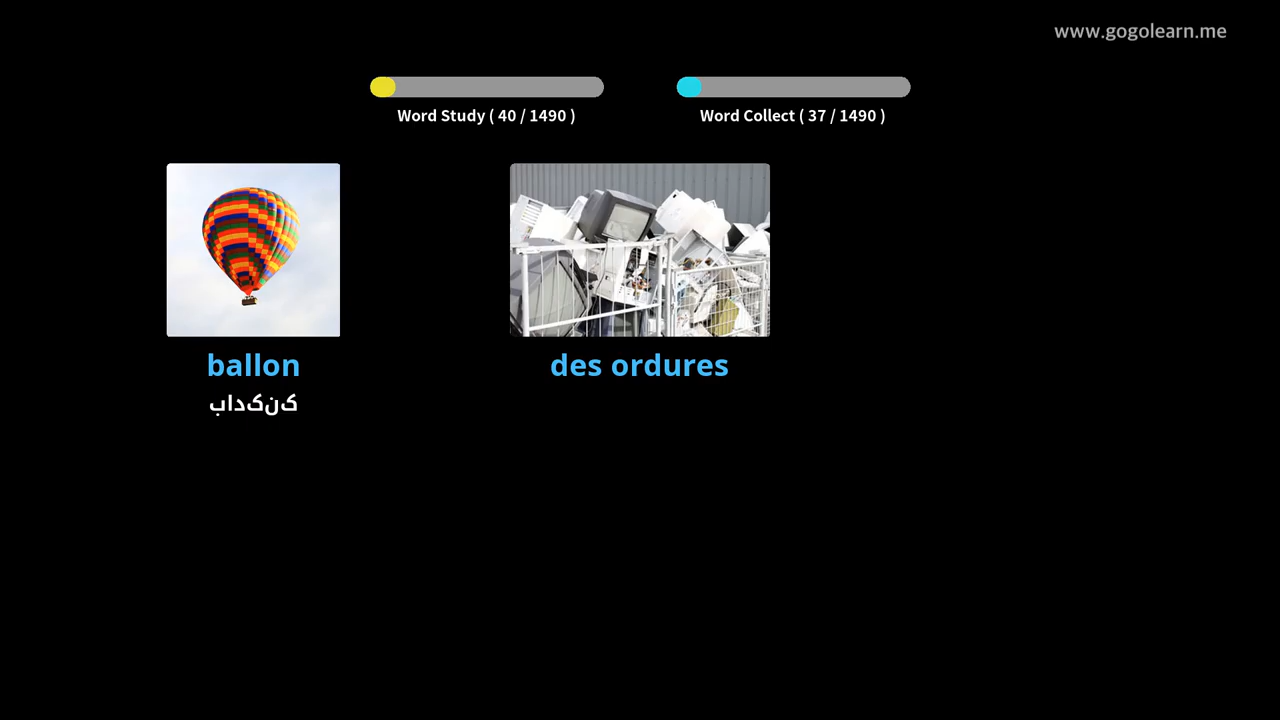 www.gogolearn.me
Word Study ( 40 / 1490 )
Word Collect ( 37 / 1490 )
ballon
کنکداب
des ordures